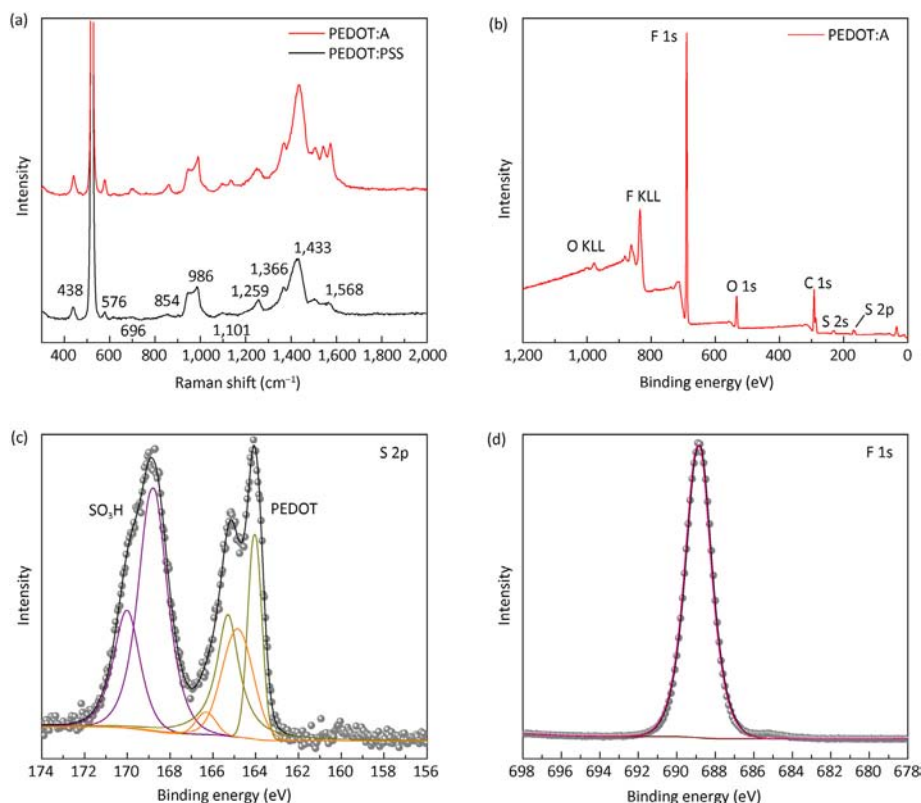 (a)
PEDOT:A
PEDOT:PSS
Intensity
438
576
696
854
986
1,101
1,259
1,366
1,433
1,568
400 600 800 1,000 1,200 1,400 1,600 1,800 2,000
Raman shift (cm⁻¹)
(b)
PEDOT:A
F 1s
F KLL
O KLL
O 1s
C 1s
S 2s
S 2p
Intensity
1,200 1,000 800 600 400 200 0
Binding energy (eV)
(c)
S 2p
SO₃H
PEDOT
Intensity
174 172 170 168 166 164 162 160 158 156
Binding energy (eV)
(d)
F 1s
Intensity
698 696 694 692 690 688 686 684 682 680 678
Binding energy (eV)